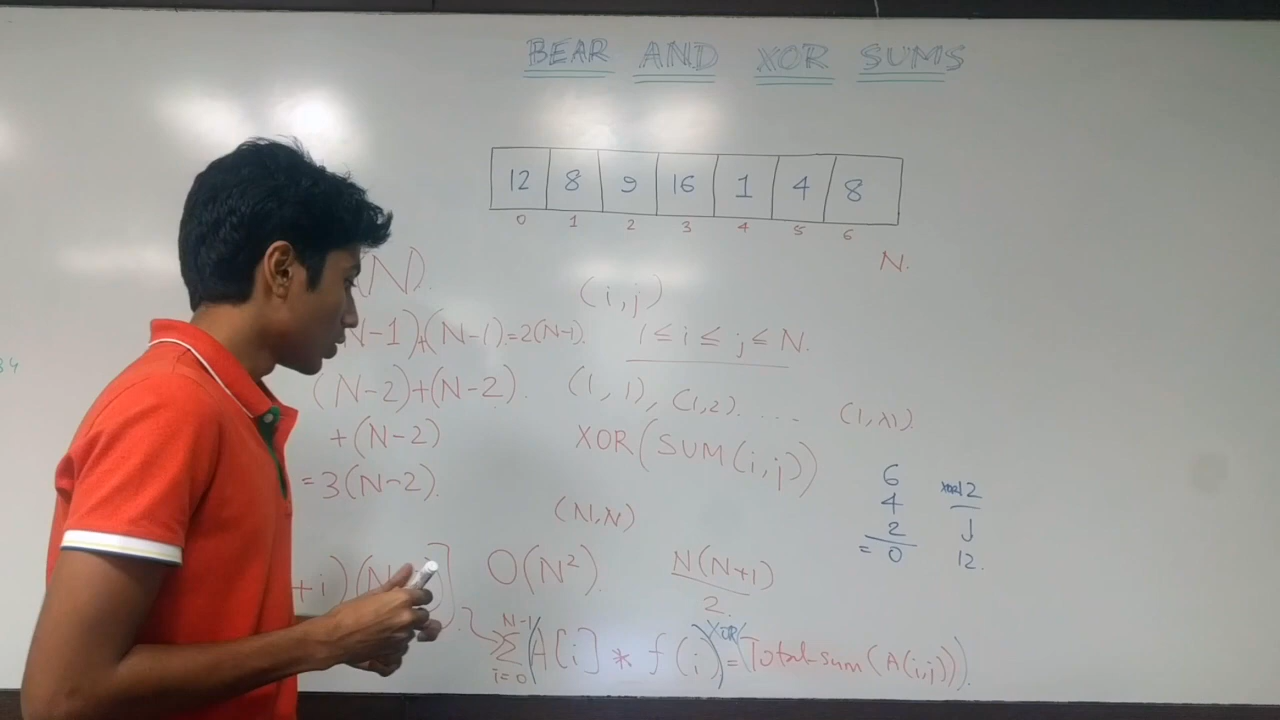 BEAR AND XOR SUMS
12 8 9 16 1 4 8
0 1 2 3 4 5 6
N.
(N).
(i,j)
N-1)+(N-1)=2(N-1).
1 ≤ i ≤ j ≤ N.
(N-2)+(N-2).
(1,1), (1,2). ... (1,N).
+(N-2)
XOR(SUM(i,j))
=3(N-2).
6
4
2
= 0
XOR12
12.
(N,N)
+i)(N
O(N²)
N(N+1)
2.
N-1
Σ(A[i] * f(i)) = XOR(Total-sum(A(i,j))).
i=0
84